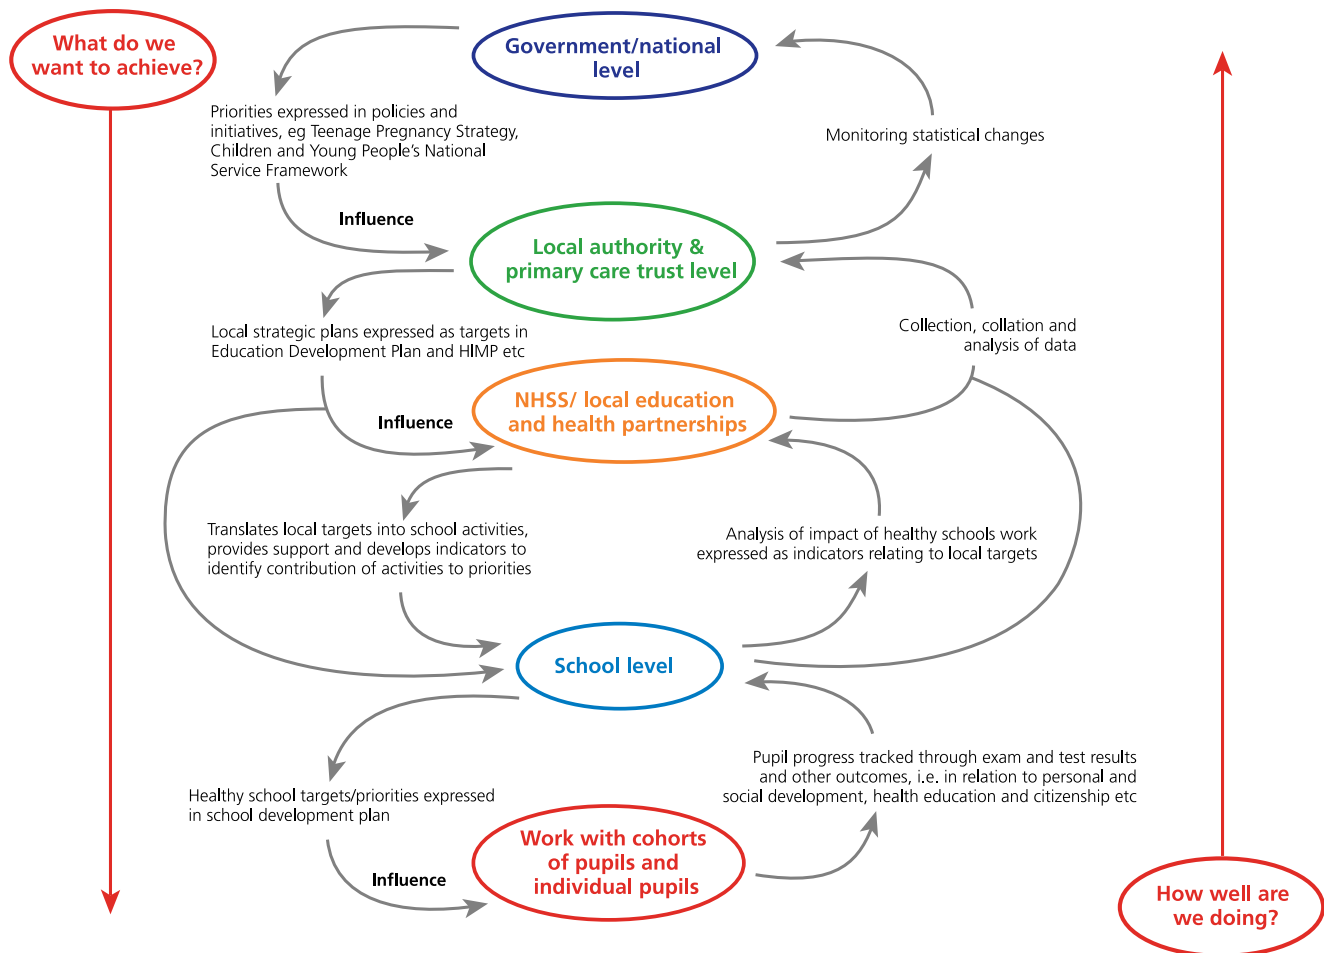 What do we
want to achieve?
Government/national
level
Priorities expressed in policies and
initiatives, eg Teenage Pregnancy Strategy,
Children and Young People's National
Service Framework
Monitoring statistical changes
Influence
Local authority &
primary care trust level
Local strategic plans expressed as targets in
Education Development Plan and HIMP etc
Collection, collation and
analysis of data
NHSS/ local education
and health partnerships
Influence
Translates local targets into school activities,
provides support and develops indicators to
identify contribution of activities to priorities
Analysis of impact of healthy schools work
expressed as indicators relating to local targets
School level
Healthy school targets/priorities expressed
in school development plan
Pupil progress tracked through exam and test results
and other outcomes, i.e. in relation to personal and
social development, health education and citizenship etc
Work with cohorts
of pupils and
individual pupils
Influence
How well are
we doing?